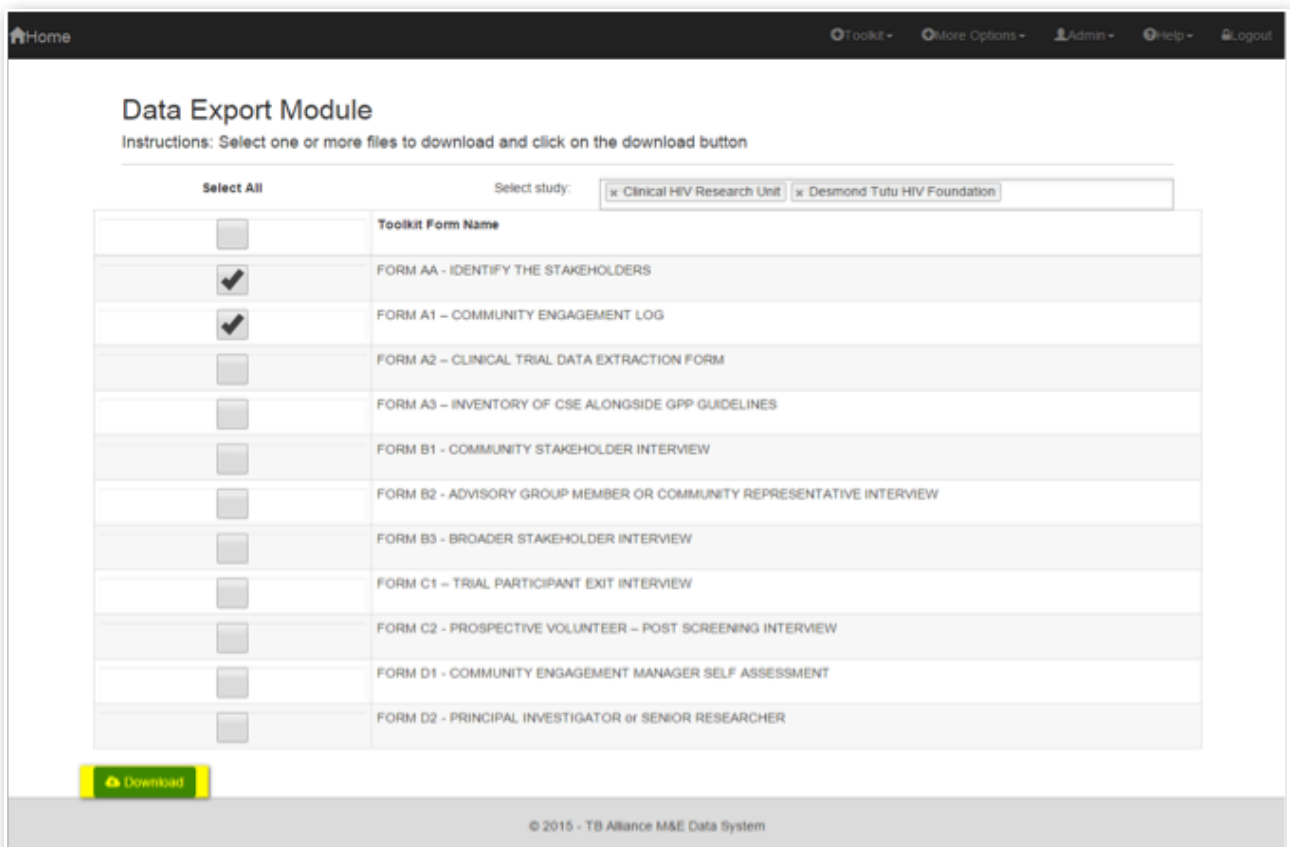 Home Toolkit More Options Admin Help Logout
Data Export Module
Instructions: Select one or more files to download and click on the download button
Select All Select study: × Clinical HIV Research Unit × Desmond Tutu HIV Foundation
Toolkit Form Name
FORM AA - IDENTIFY THE STAKEHOLDERS
FORM A1 – COMMUNITY ENGAGEMENT LOG
FORM A2 – CLINICAL TRIAL DATA EXTRACTION FORM
FORM A3 – INVENTORY OF CSE ALONGSIDE GPP GUIDELINES
FORM B1 - COMMUNITY STAKEHOLDER INTERVIEW
FORM B2 - ADVISORY GROUP MEMBER OR COMMUNITY REPRESENTATIVE INTERVIEW
FORM B3 - BROADER STAKEHOLDER INTERVIEW
FORM C1 – TRIAL PARTICIPANT EXIT INTERVIEW
FORM C2 - PROSPECTIVE VOLUNTEER – POST SCREENING INTERVIEW
FORM D1 - COMMUNITY ENGAGEMENT MANAGER SELF ASSESSMENT
FORM D2 - PRINCIPAL INVESTIGATOR or SENIOR RESEARCHER
Download
© 2015 - TB Alliance M&E Data System